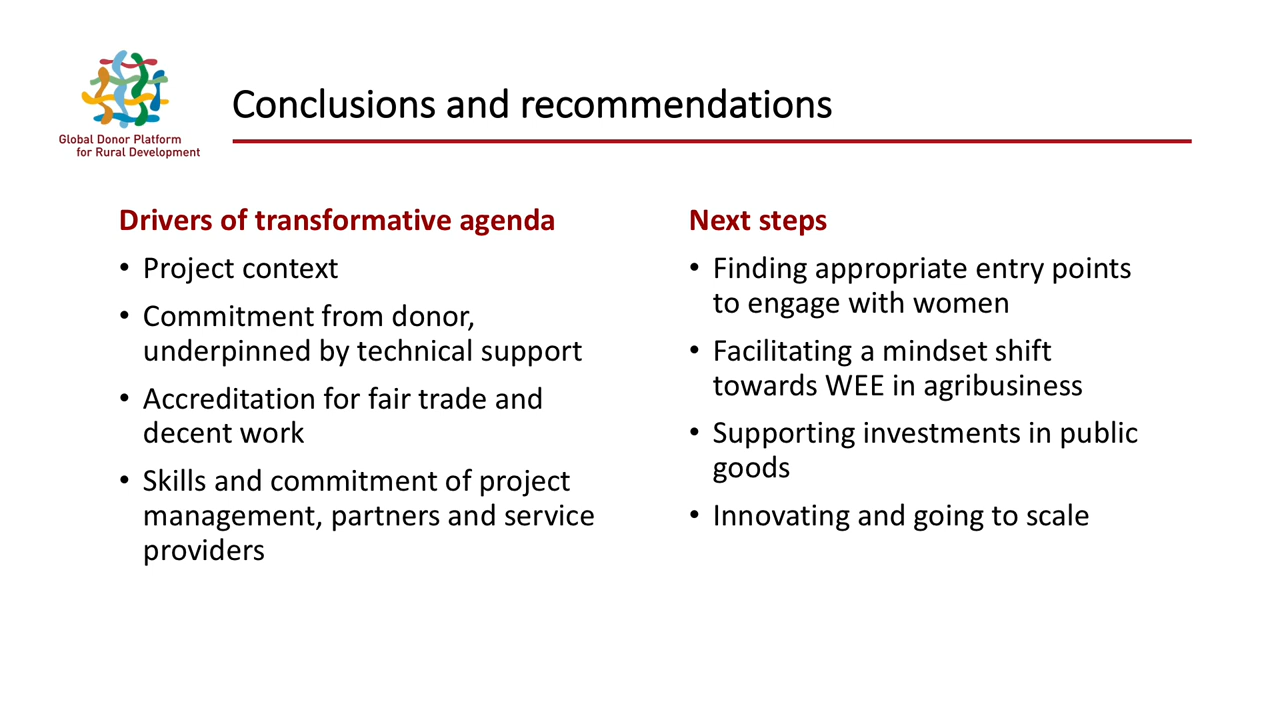 Global Donor Platform
for Rural Development
Conclusions and recommendations
Drivers of transformative agenda
• Project context
• Commitment from donor,
underpinned by technical support
• Accreditation for fair trade and
decent work
• Skills and commitment of project
management, partners and service
providers
Next steps
• Finding appropriate entry points
to engage with women
• Facilitating a mindset shift
towards WEE in agribusiness
• Supporting investments in public
goods
• Innovating and going to scale